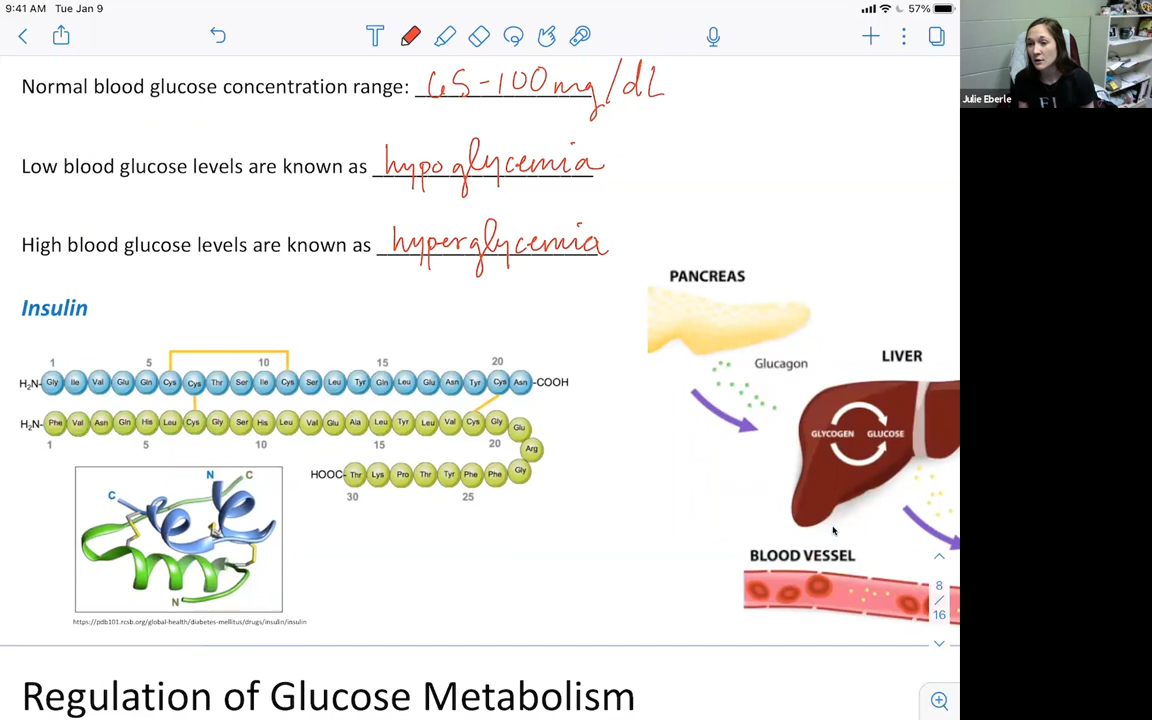 9:41 AM Tue Jan 9
57%
Normal blood glucose concentration range: 65-100mg/dL
Low blood glucose levels are known as hypoglycemia
High blood glucose levels are known as hyperglycemia
Insulin
1 5 10 15 20
H₂N- Gly Ile Val Glu Gln Cys Cys Thr Ser Ile Cys Ser Leu Tyr Gln Leu Glu Asn Tyr Cys Asn -COOH
H₂N- Phe Val Asn Gln His Leu Cys Gly Ser His Leu Val Glu Ala Leu Tyr Leu Val Cys Gly Glu
1 5 10 15 20
Arg
HOOC- Thr Lys Pro Thr Tyr Phe Phe Gly
30 25
N C
C
N
https://pdb101.rcsb.org/global-health/diabetes-mellitus/drugs/insulin/insulin
PANCREAS
Glucagon
LIVER
GLYCOGEN GLUCOSE
BLOOD VESSEL
8
/
16
Regulation of Glucose Metabolism
Julie Eberle